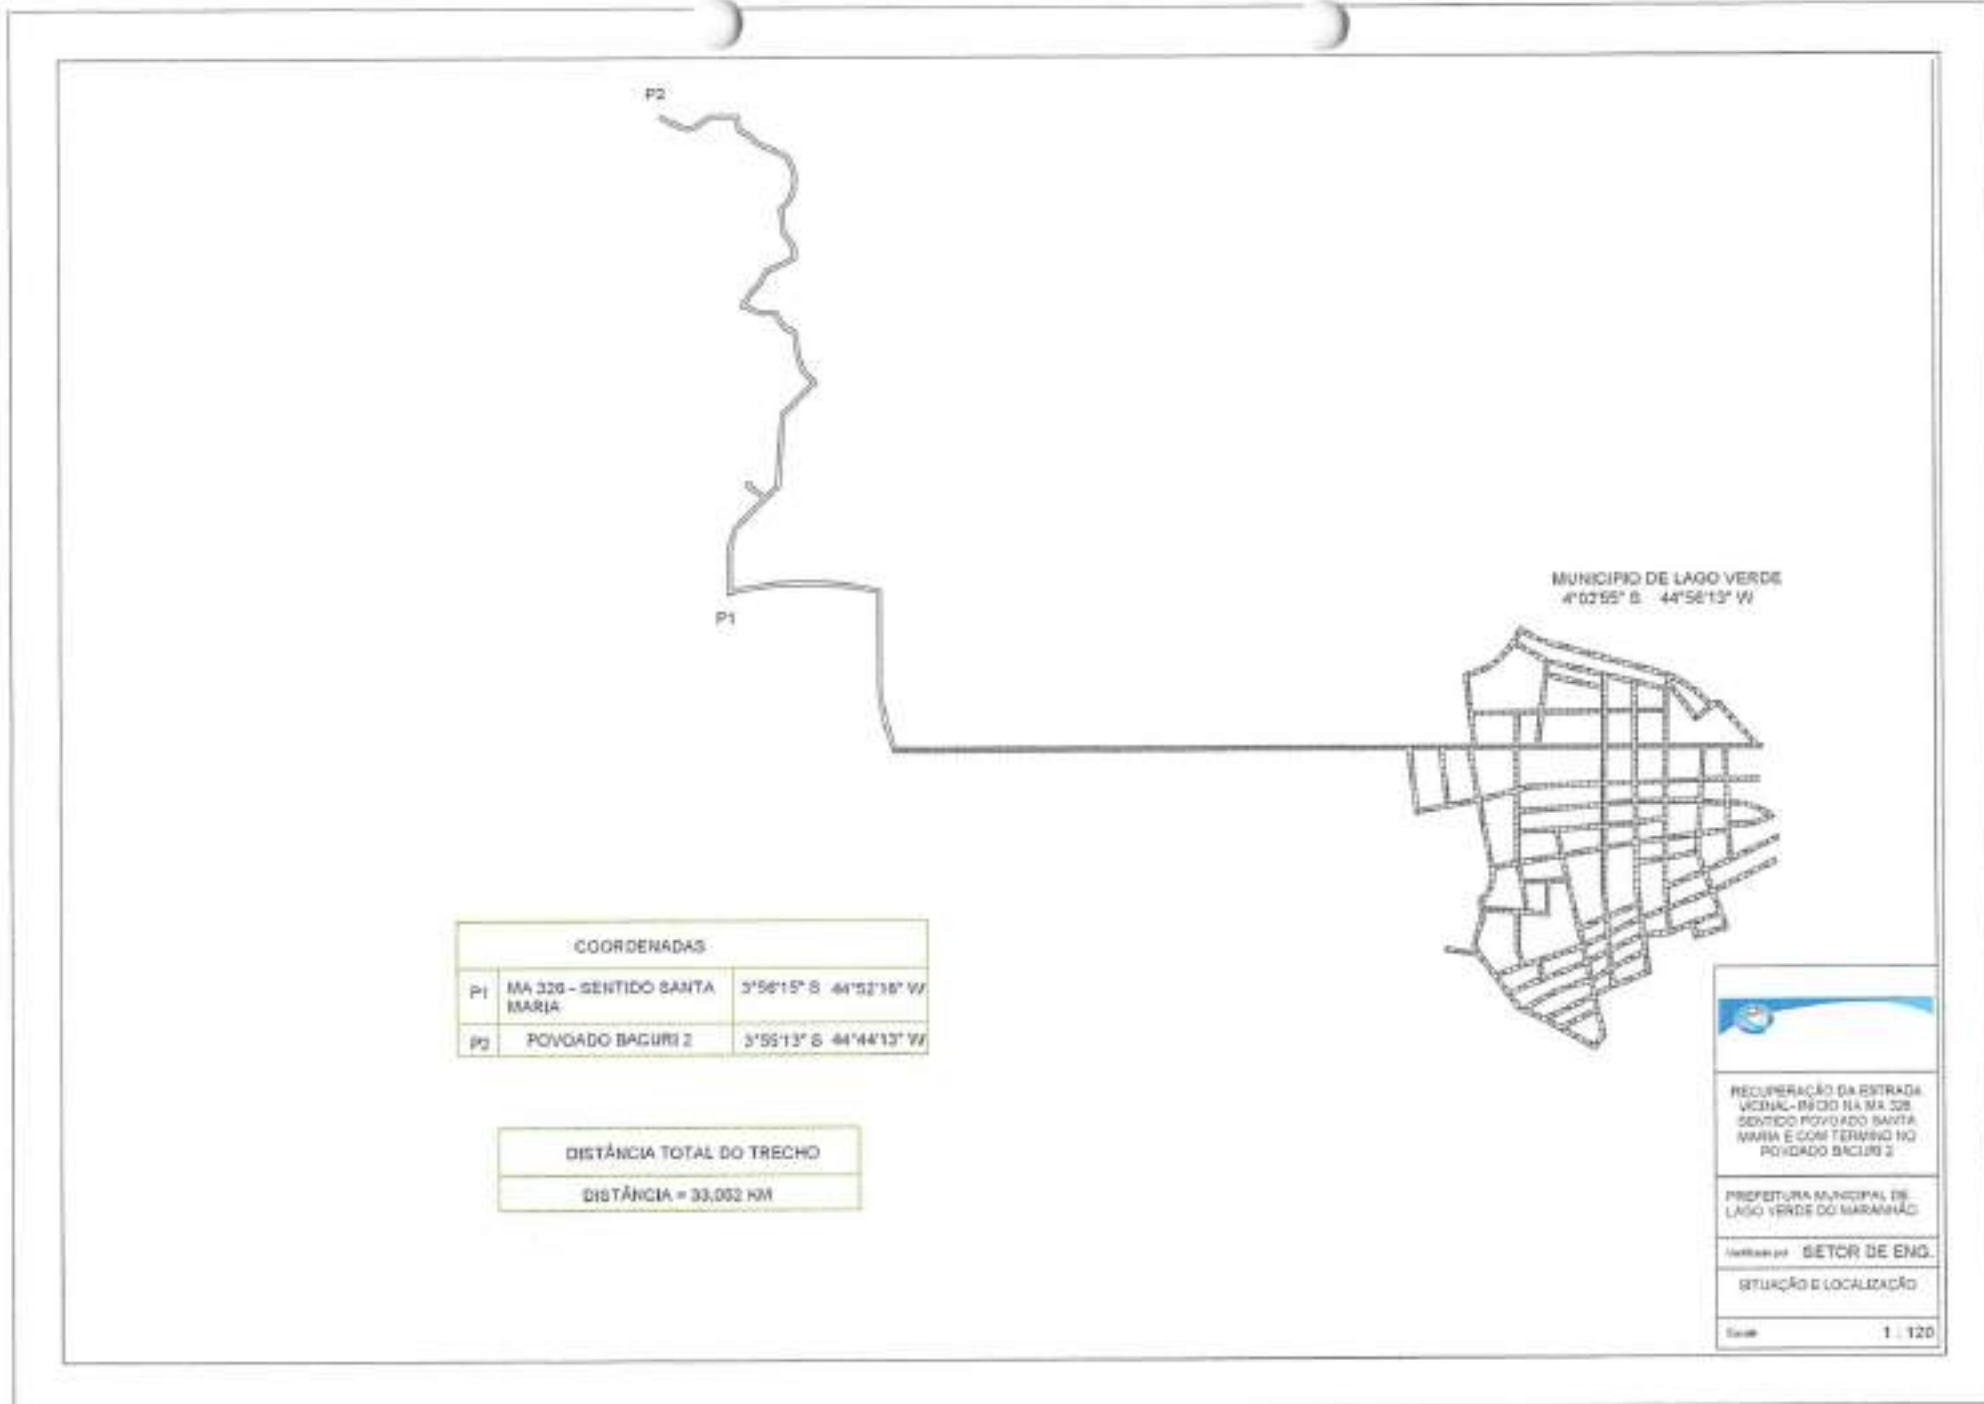 P2
P1
MUNICIPIO DE LAGO VERDE
4°02'55" S 44°56'13" W
COORDENADAS
P1 MA 326 - SENTIDO SANTA MARIA 3°56'15" S 44°52'16" W
P2 POVOADO BACURI 2 3°55'13" S 44°44'13" W
DISTÂNCIA TOTAL DO TRECHO
DISTÂNCIA = 33,052 KM
RECUPERAÇÃO DA ESTRADA
VICINAL- INÍCIO NA MA 326
SENTIDO POVOADO SANTA
MARIA E COM TERMINO NO
POVOADO BACURI 2
PREFEITURA MUNICIPAL DE
LAGO VERDE DO MARANHÃO
SETOR DE ENG.
SITUAÇÃO E LOCALIZAÇÃO
Escala 1 : 120